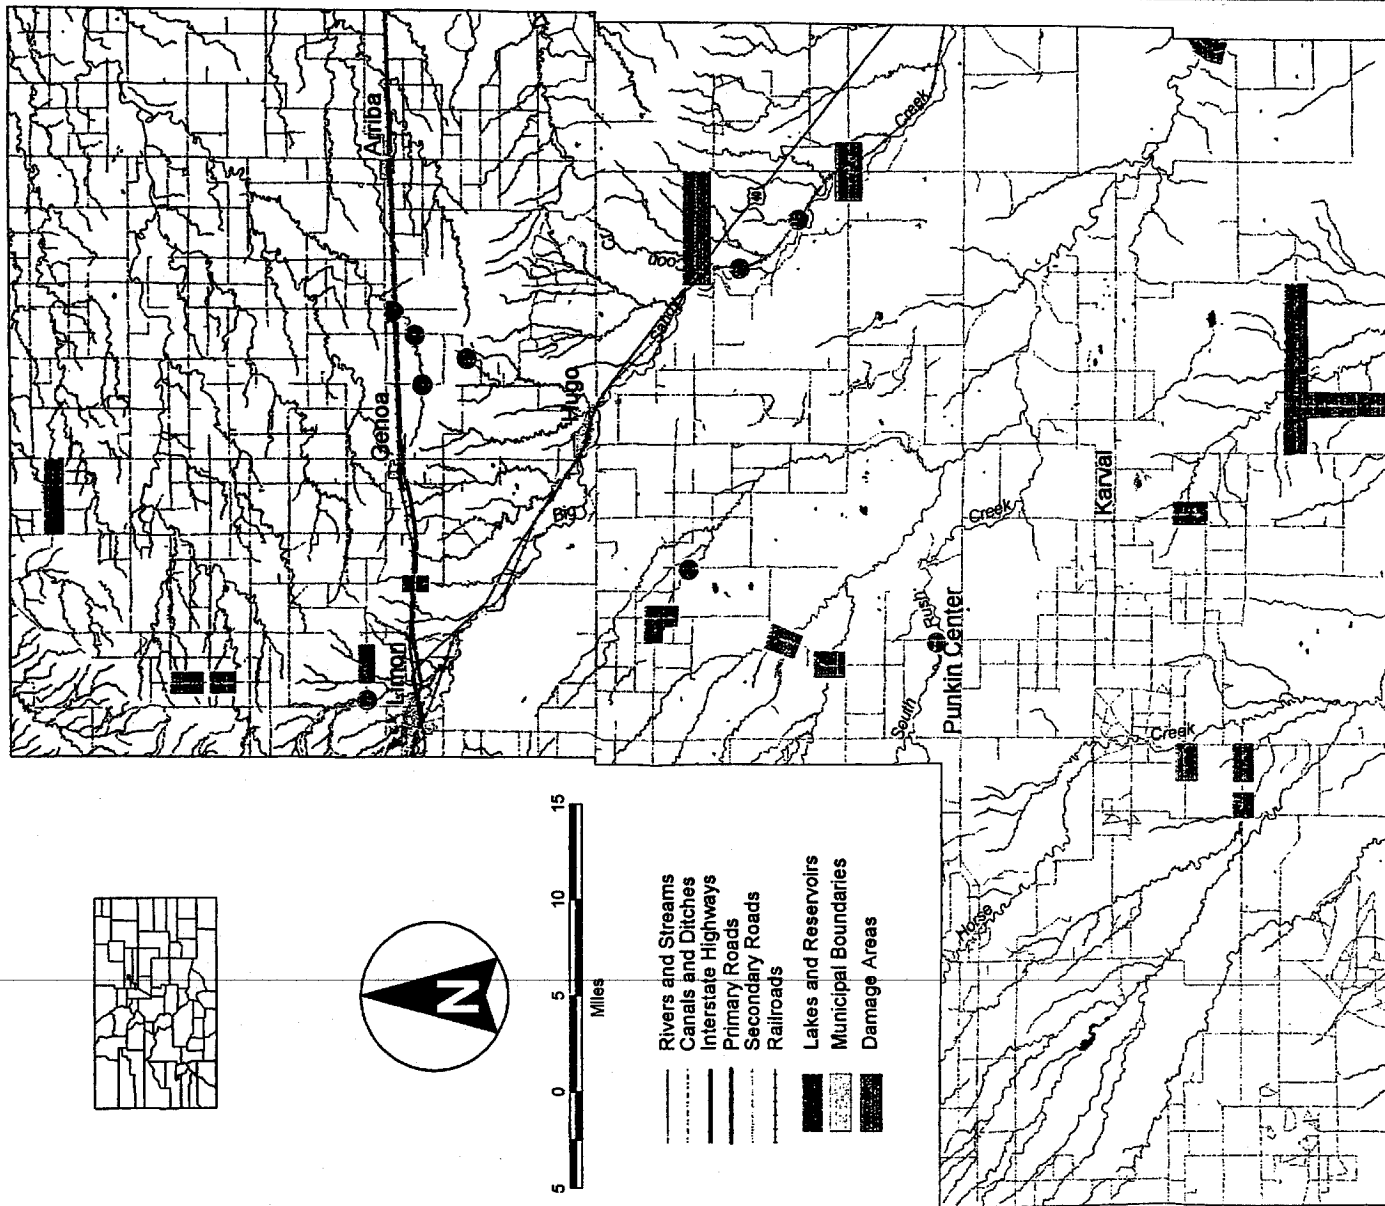 Arriba
Genoa
Limon
Hugo
Big
Sandy
Creek
South
Rush
Creek
Punkin Center
Karval
Horse
Creek
N
5
0
5
10
15
Miles
Rivers and Streams
Canals and Ditches
Interstate Highways
Primary Roads
Secondary Roads
Railroads
Lakes and Reservoirs
Municipal Boundaries
Damage Areas